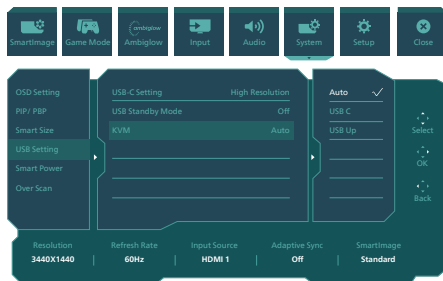 SmartImage
Game Mode
ambiglow
Ambiglow
Input
Audio
System
Setup
Close
OSD Setting
PIP/ PBP
Smart Size
USB Setting
Smart Power
Over Scan
USB-C Setting High Resolution
USB Standby Mode Off
KVM Auto
Auto
USB C
USB Up
Select
OK
Back
Resolution Refresh Rate Input Source Adaptive Sync SmartImage
3440X1440 | 60Hz | HDMI 1 | Off | Standard